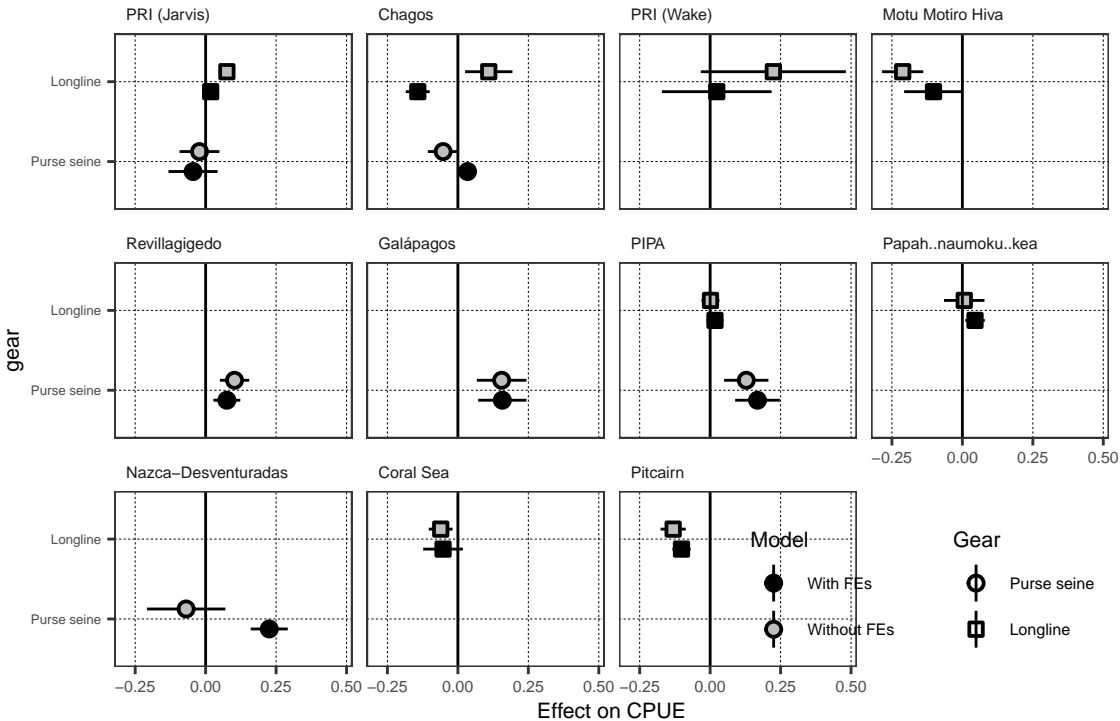 PRI (Jarvis)
Chagos
PRI (Wake)
Motu Motiro Hiva
Longline
Purse seine
Revillagigedo
Galápagos
PIPA
Papah..naumoku..kea
Longline
Purse seine
−0.25 0.00 0.25 0.50
Nazca−Desventuradas
Coral Sea
Pitcairn
Longline
Purse seine
−0.25 0.00 0.25 0.50 −0.25 0.00 0.25 0.50 −0.25 0.00 0.25 0.50
gear
Effect on CPUE
Model
With FEs
Without FEs
Gear
Purse seine
Longline